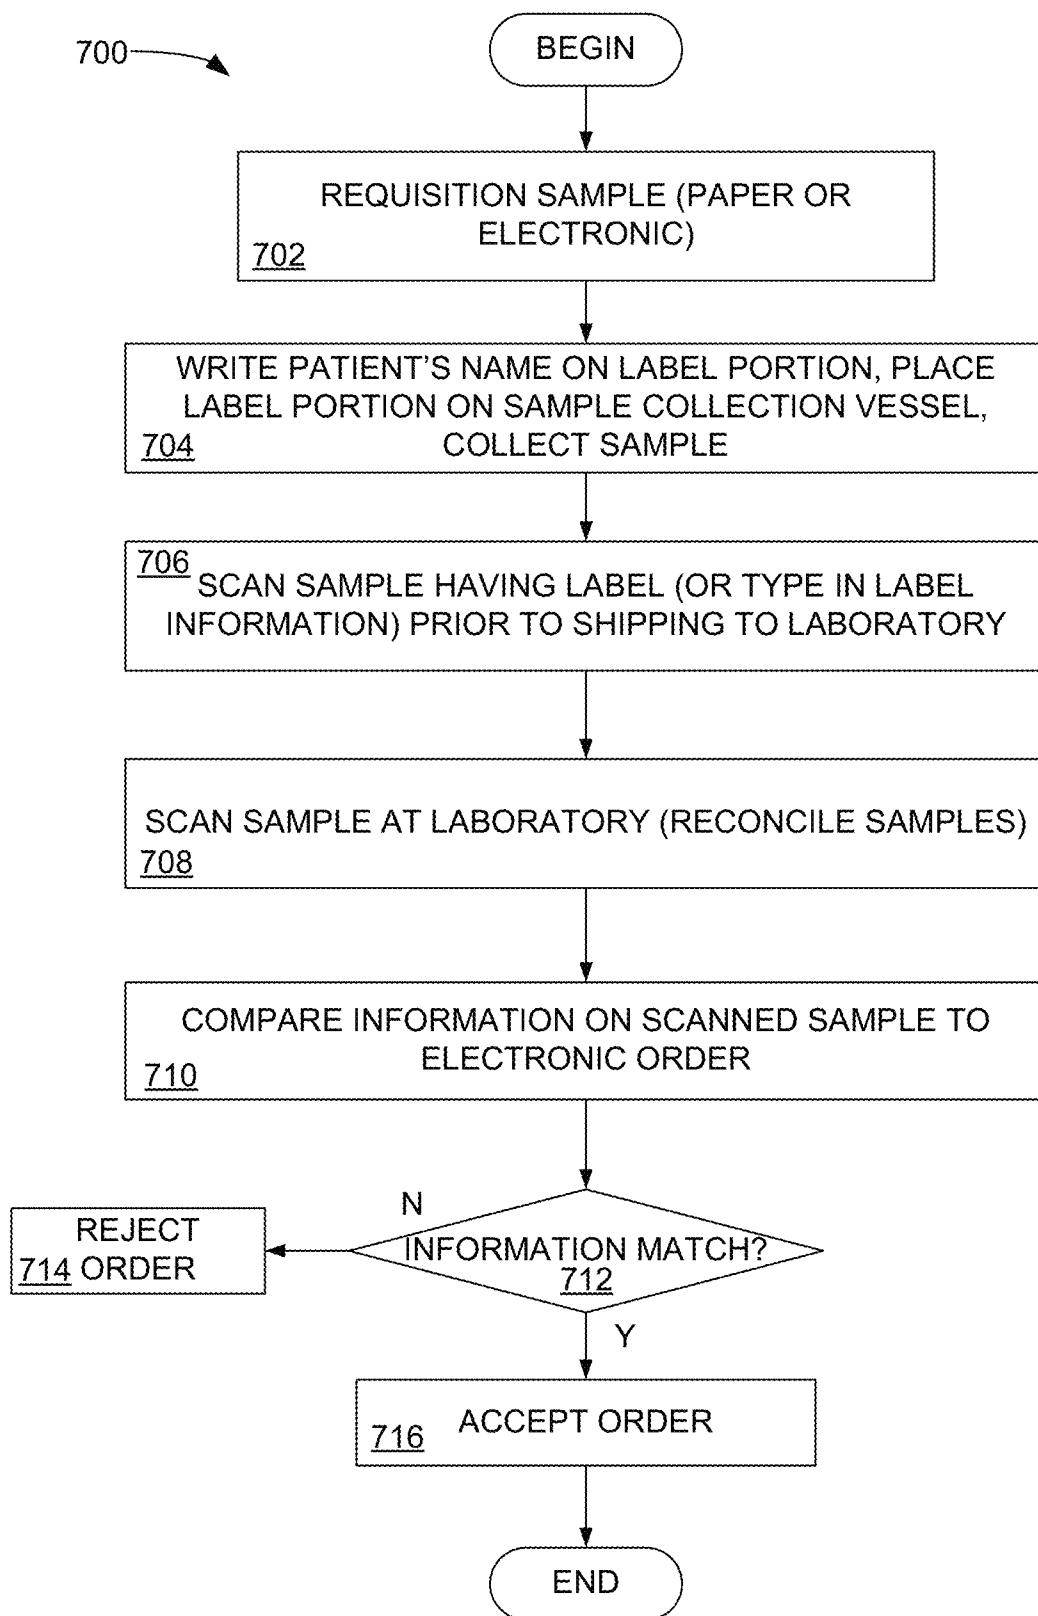 700
BEGIN
REQUISITION SAMPLE (PAPER OR
ELECTRONIC)
702
WRITE PATIENT'S NAME ON LABEL PORTION, PLACE
LABEL PORTION ON SAMPLE COLLECTION VESSEL,
COLLECT SAMPLE
704
706
SCAN SAMPLE HAVING LABEL (OR TYPE IN LABEL
INFORMATION) PRIOR TO SHIPPING TO LABORATORY
SCAN SAMPLE AT LABORATORY (RECONCILE SAMPLES)
708
COMPARE INFORMATION ON SCANNED SAMPLE TO
ELECTRONIC ORDER
710
INFORMATION MATCH?
712
N
REJECT
ORDER
714
Y
ACCEPT ORDER
716
END